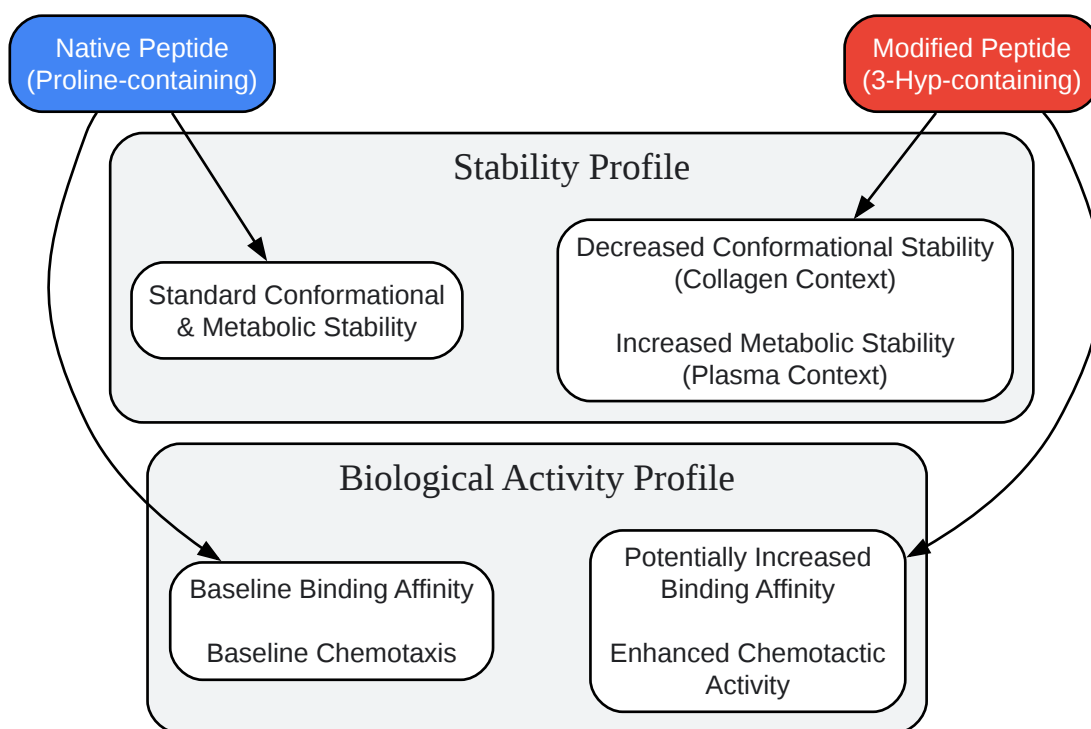 Native Peptide
(Proline-containing)
Modified Peptide
(3-Hyp-containing)
Stability Profile
Standard Conformational
& Metabolic Stability
Decreased Conformational Stability
(Collagen Context)
Increased Metabolic Stability
(Plasma Context)
Biological Activity Profile
Baseline Binding Affinity
Baseline Chemotaxis
Potentially Increased
Binding Affinity
Enhanced Chemotactic
Activity